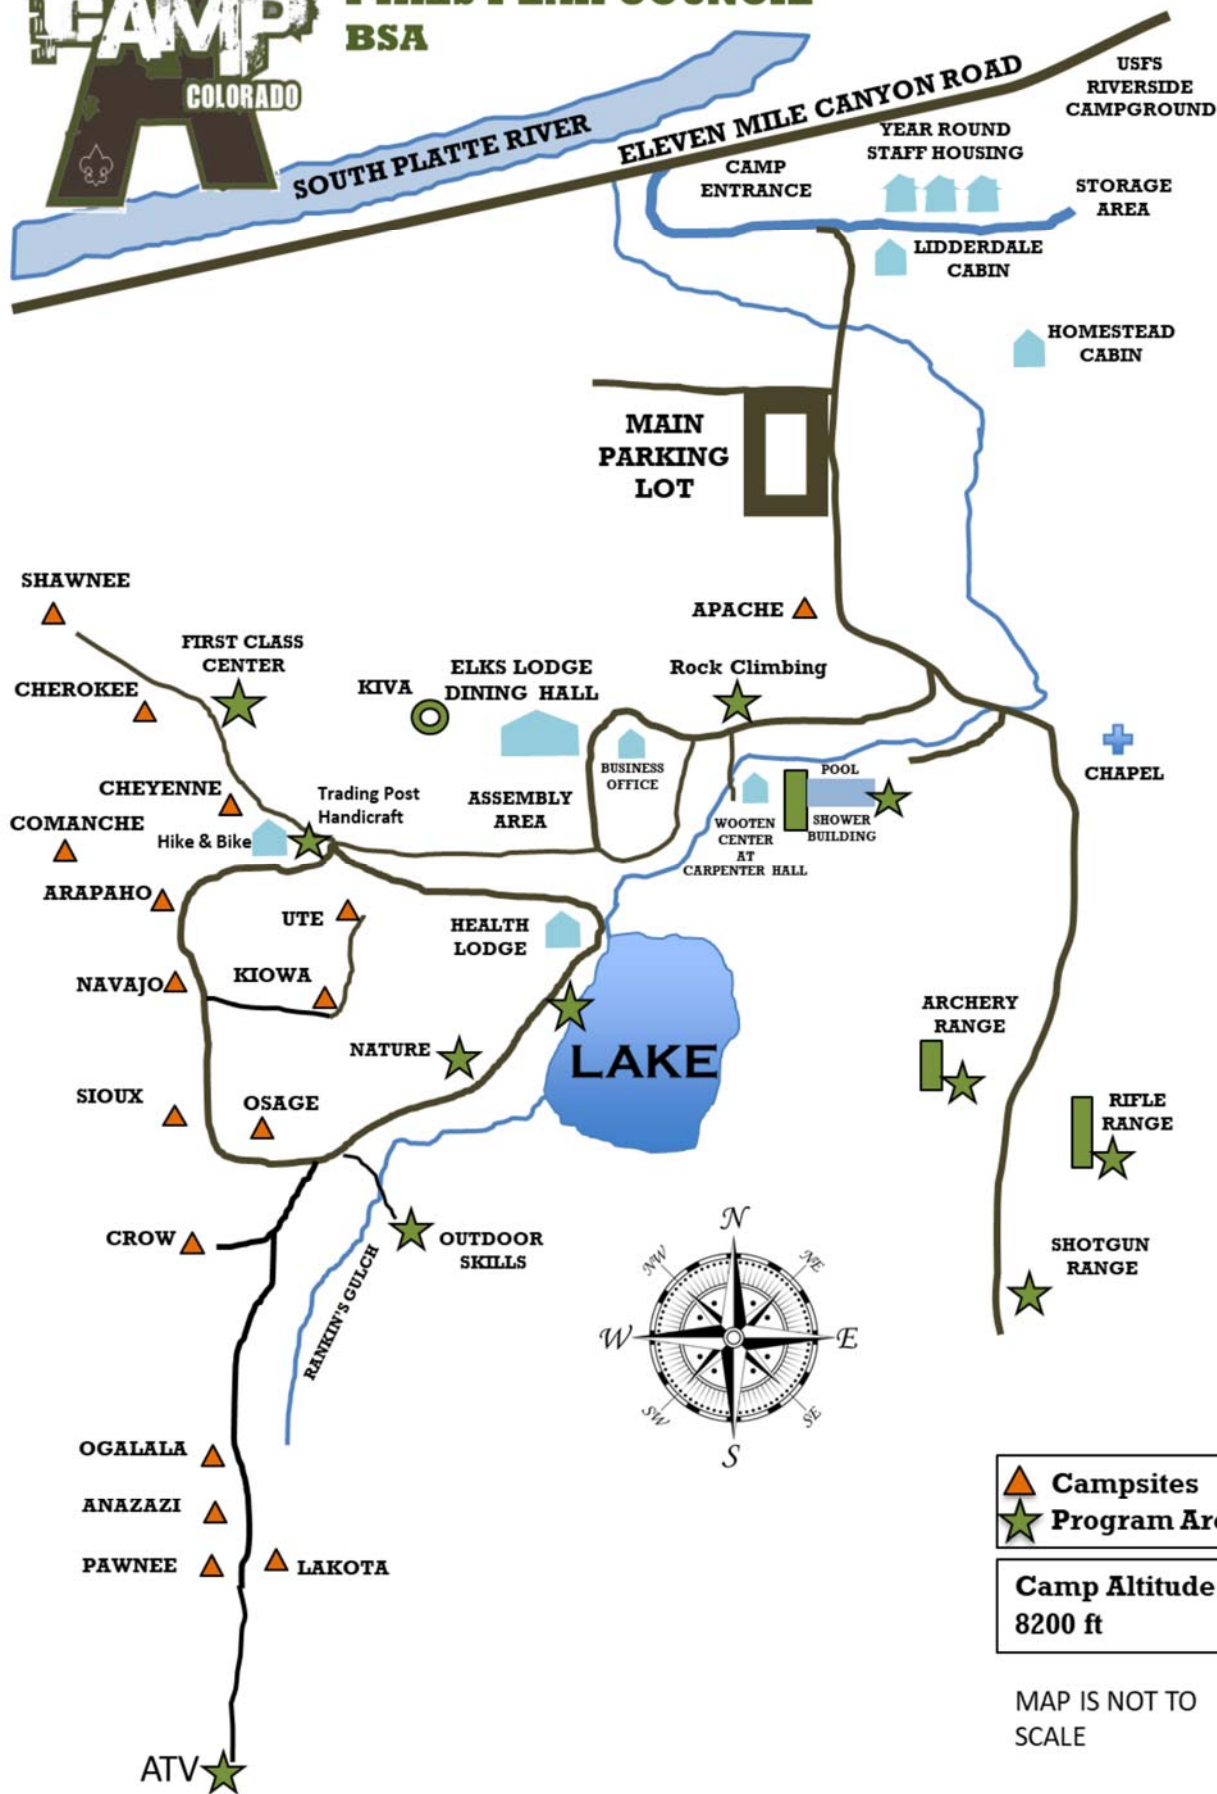 CAMP
COLORADO
BSA
SOUTH PLATTE RIVER
ELEVEN MILE CANYON ROAD
USFS
RIVERSIDE
CAMPGROUND
CAMP
ENTRANCE
YEAR ROUND
STAFF HOUSING
STORAGE
AREA
LIDDERDALE
CABIN
HOMESTEAD
CABIN
MAIN
PARKING
LOT
SHAWNEE
APACHE
FIRST CLASS
CENTER
CHEROKEE
KIVA
ELKS LODGE
DINING HALL
Rock Climbing
BUSINESS
OFFICE
CHAPEL
CHEYENNE
Trading Post
Handicraft
ASSEMBLY
AREA
POOL
SHOWER
BUILDING
WOOTEN
CENTER
AT
CARPENTER HALL
COMANCHE
Hike & Bike
ARAPAHO
UTE
HEALTH
LODGE
NAVAJO
KIOWA
NATURE
LAKE
ARCHERY
RANGE
SIOUX
OSAGE
RIFLE
RANGE
CROW
OUTDOOR
SKILLS
RANKIN'S GULCH
SHOTGUN
RANGE
N
NE
E
SE
S
SW
W
NW
OGALALA
ANAZAZI
PAWNEE
LAKOTA
ATV
Campsites
Program Are
Camp Altitude
8200 ft
MAP IS NOT TO
SCALE